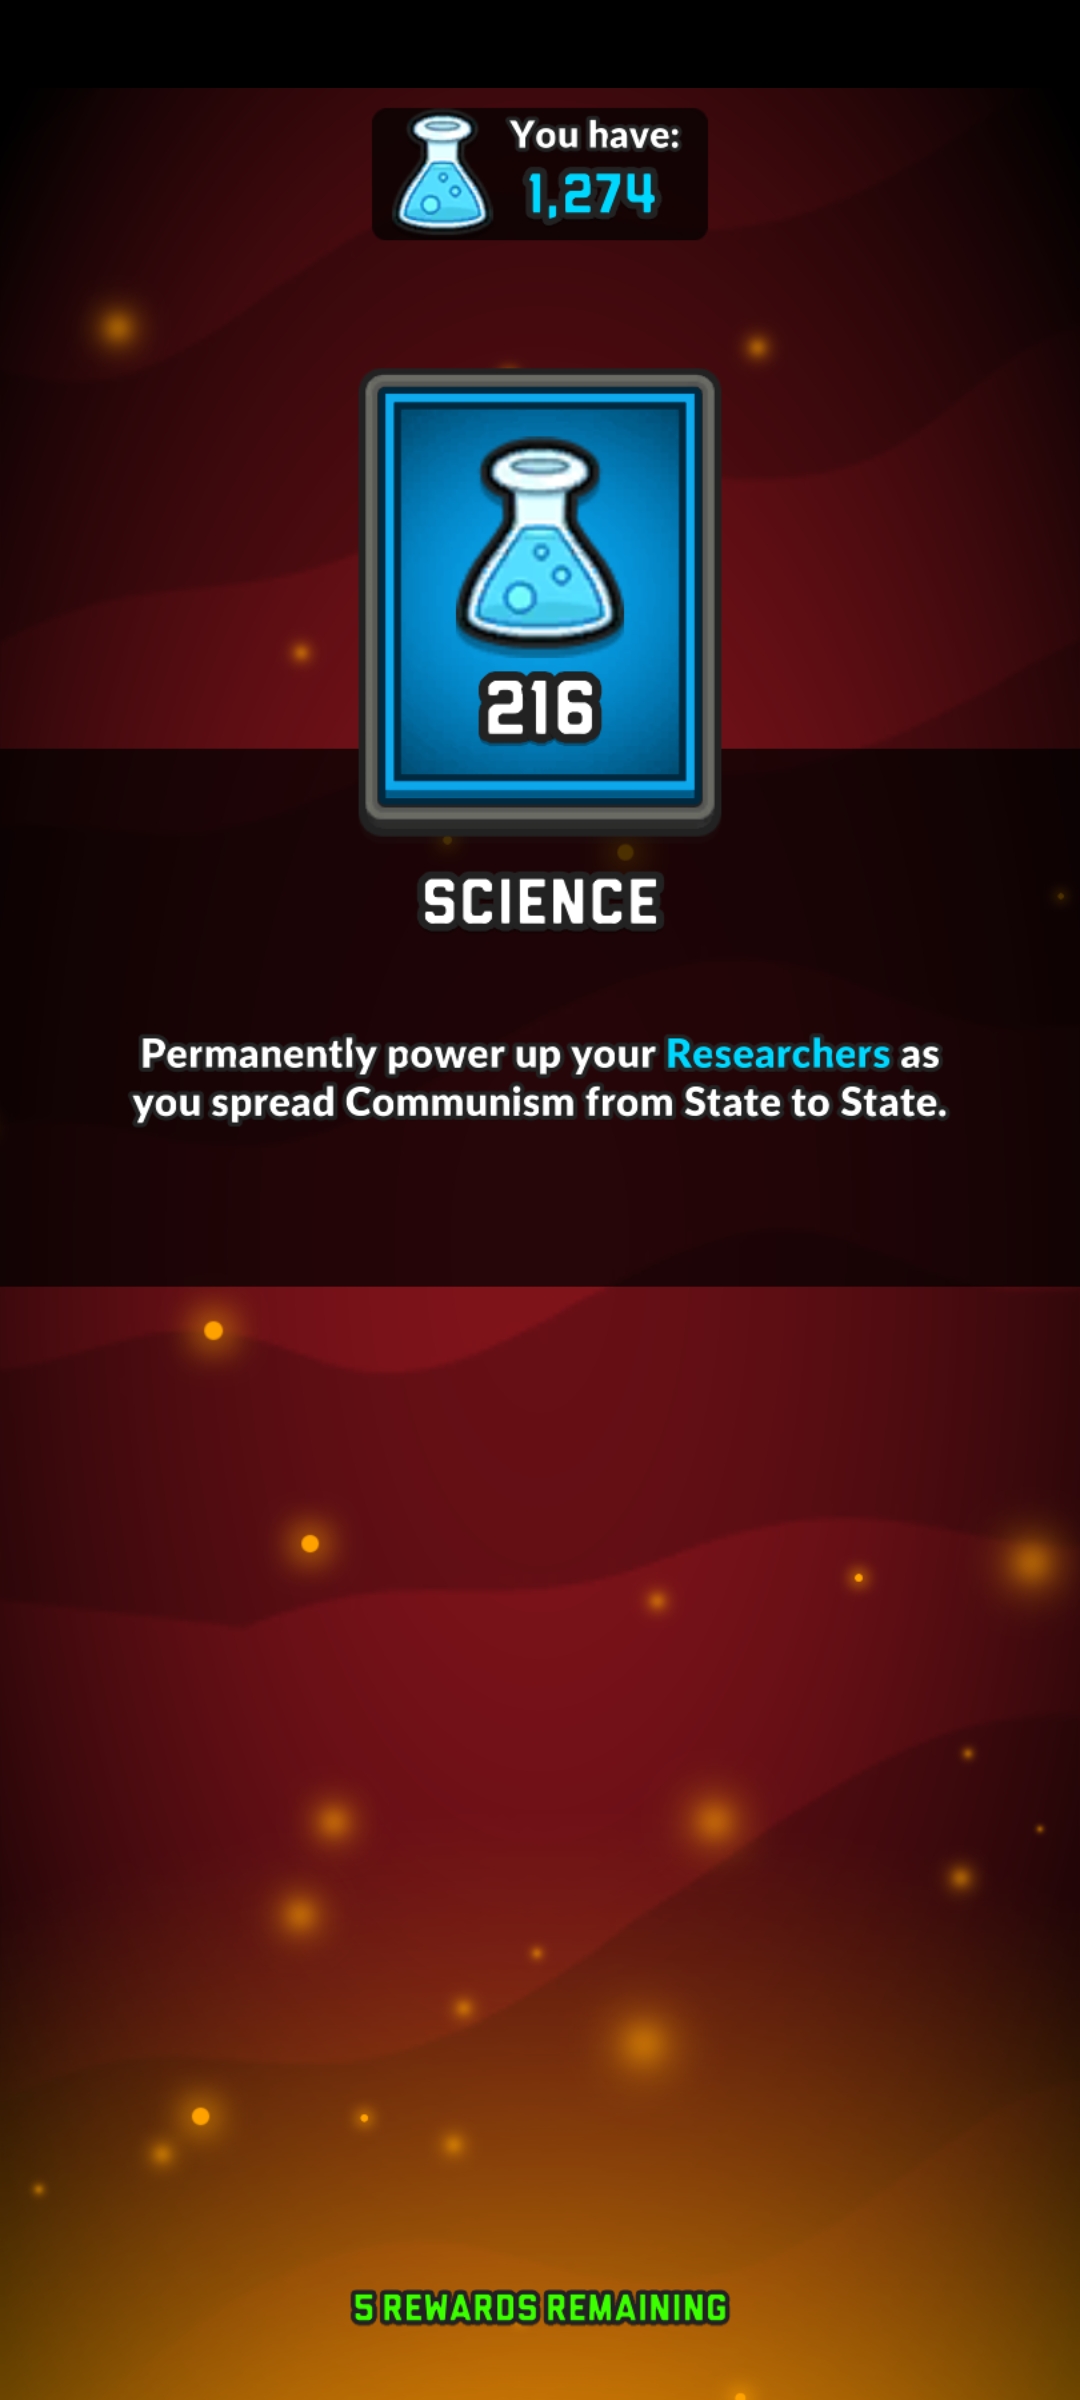 You have:
1,274
216
SCIENCE
Permanently power up your Researchers as
you spread Communism from State to State.
5 REWARDS REMAINING